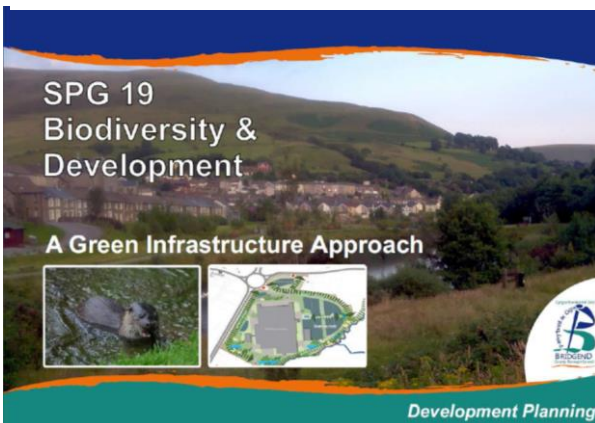 SPG 19
Biodiversity &
Development
A Green Infrastructure Approach
BRIDGEND
Development Planning